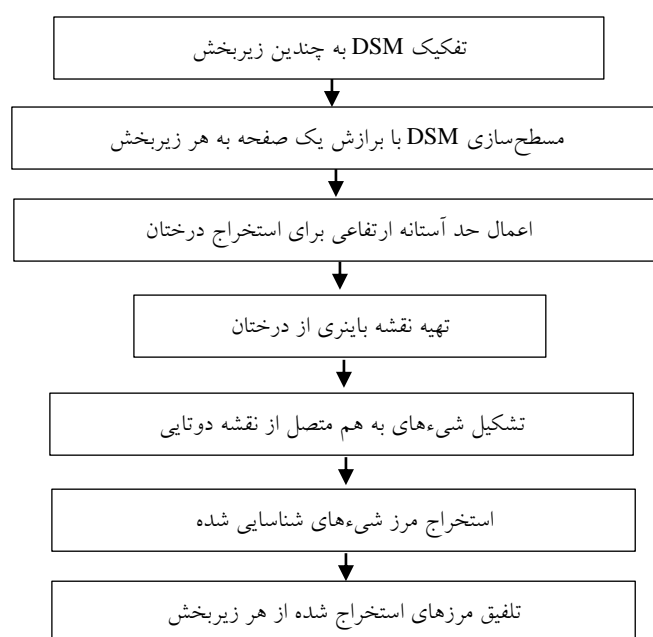 تفکیک DSM به چندین زیربخش
مسطح‌سازی DSM با برازش یک صفحه به هر زیربخش
اعمال حد آستانه ارتفاعی برای استخراج درختان
تهیه نقشه باینری از درختان
تشکیل شیءهای به هم متصل از نقشه دوتایی
استخراج مرز شیءهای شناسایی شده
تلفیق مرزهای استخراج شده از هر زیربخش